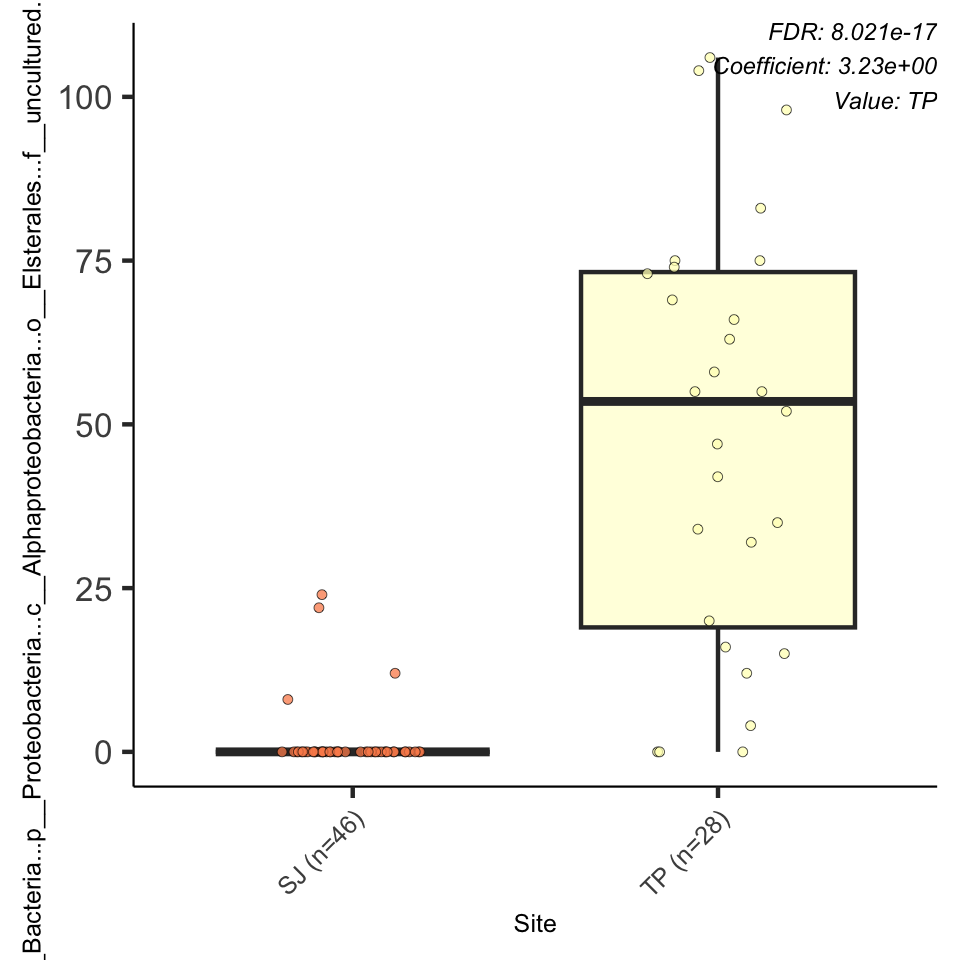 FDR: 8.021e-17
Coefficient: 3.23e+00
Value: TP
_Bacteria...p__Proteobacteria...c__Alphaproteobacteria...o__Elsterales...f__uncultured.
100
75
50
25
0
SJ (n=46)
TP (n=28)
Site